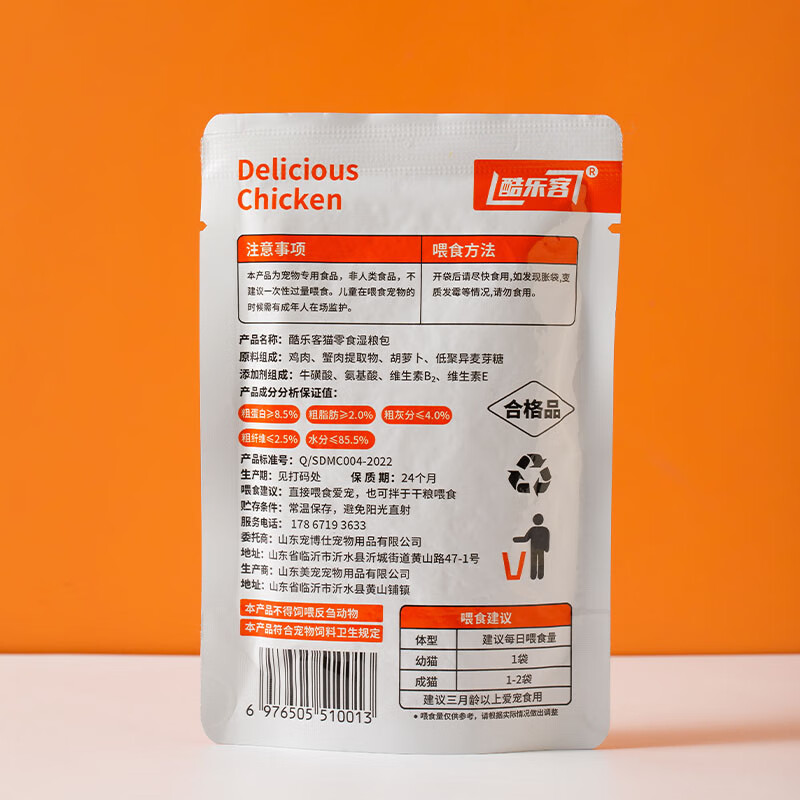 Delicious
Chicken
酷乐客®
注意事项
本产品为宠物专用食品，非人类食品，不
建议一次性过量喂食。儿童在喂食宠物的
时候需有成年人在场监护。
喂食方法
开袋后请尽快食用,如发现胀袋,变
质发霉等情况,请勿食用。
产品名称：酷乐客猫零食湿粮包
原料组成：鸡肉、蟹肉提取物、胡萝卜、低聚异麦芽糖
添加剂组成：牛磺酸、氨基酸、维生素B₂、维生素E
产品成分分析保证值：
粗蛋白≥8.5% 粗脂肪≥2.0% 粗灰分≤4.0%
粗纤维≤2.5% 水分≤85.5%
合格品
产品标准号：Q/SDMC004-2022
生产期：见打码处 保质期：24个月
喂食建议：直接喂食爱宠，也可拌于干粮喂食
贮存条件：常温保存，避免阳光直射
服务电话： 178 6719 3633
委托商：山东宠博仕宠物用品有限公司
地址：山东省临沂市沂水县沂城街道黄山路47-1号
生产商：山东美宠宠物用品有限公司
地址：山东省临沂市沂水县黄山铺镇
本产品不得饲喂反刍动物
本产品符合宠物饲料卫生规定
6 976505 510013
喂食建议
体型 建议每日喂食量
幼猫 1袋
成猫 1-2袋
建议三月龄以上爱宠食用
● 喂食量仅供参考，请根据实际情况做出调整